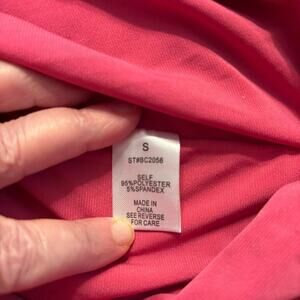 S
ST#BC2056
SELF
95%POLYESTER
5%SPANDEX
MADE IN
CHINA
SEE REVERSE
FOR CARE